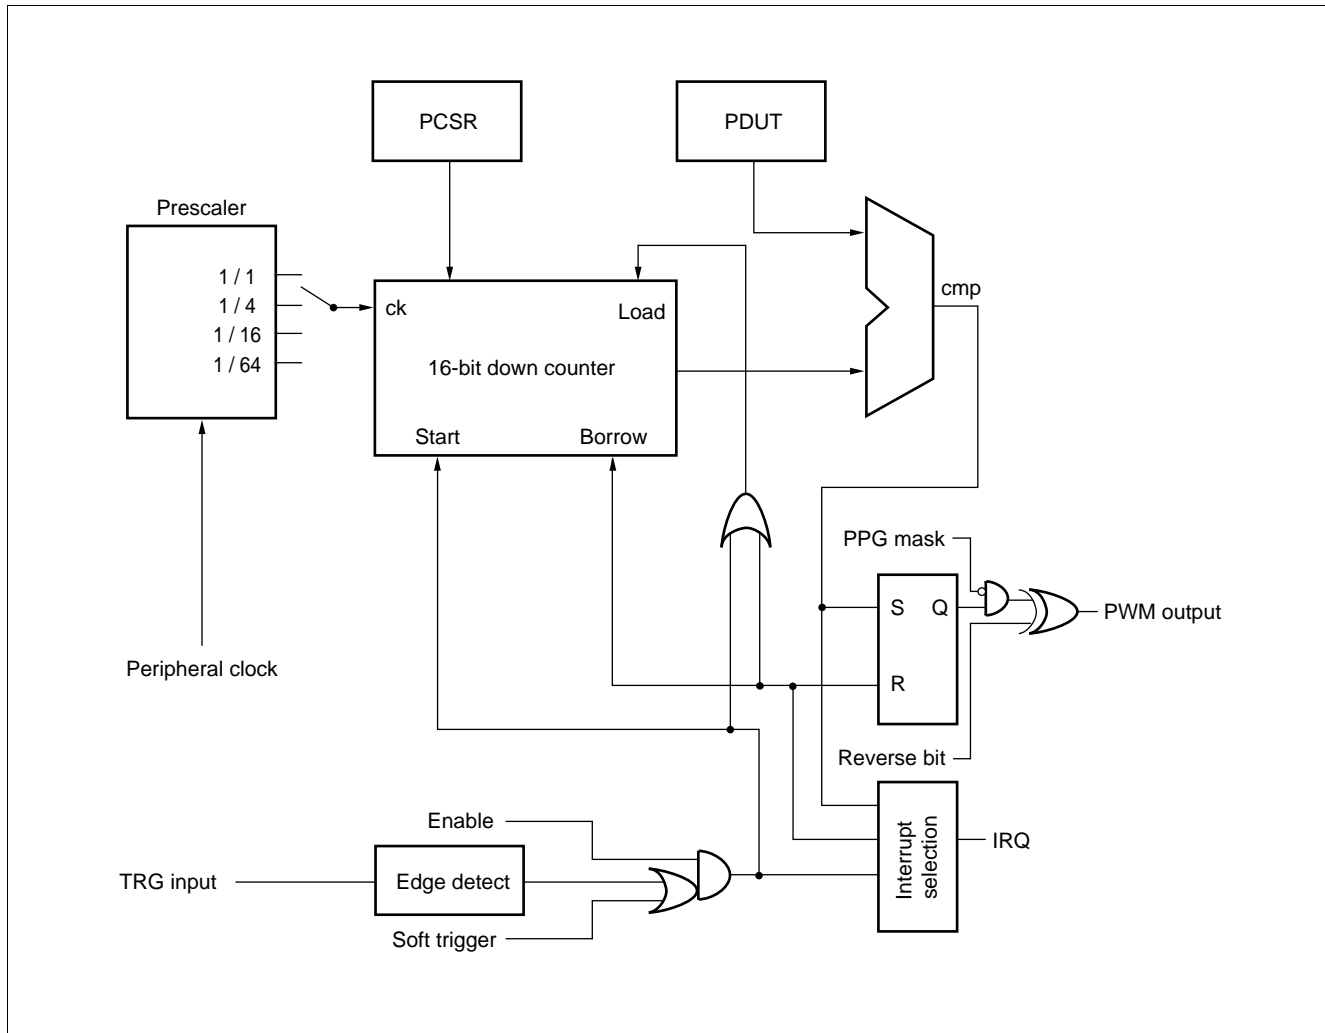 PCSR
PDUT
Prescaler
1 / 1
1 / 4
1 / 16
1 / 64
ck
Load
16-bit down counter
Start
Borrow
cmp
PPG mask
S
Q
R
PWM output
Peripheral clock
Reverse bit
Enable
TRG input
Edge detect
Soft trigger
Interrupt
selection
IRQ